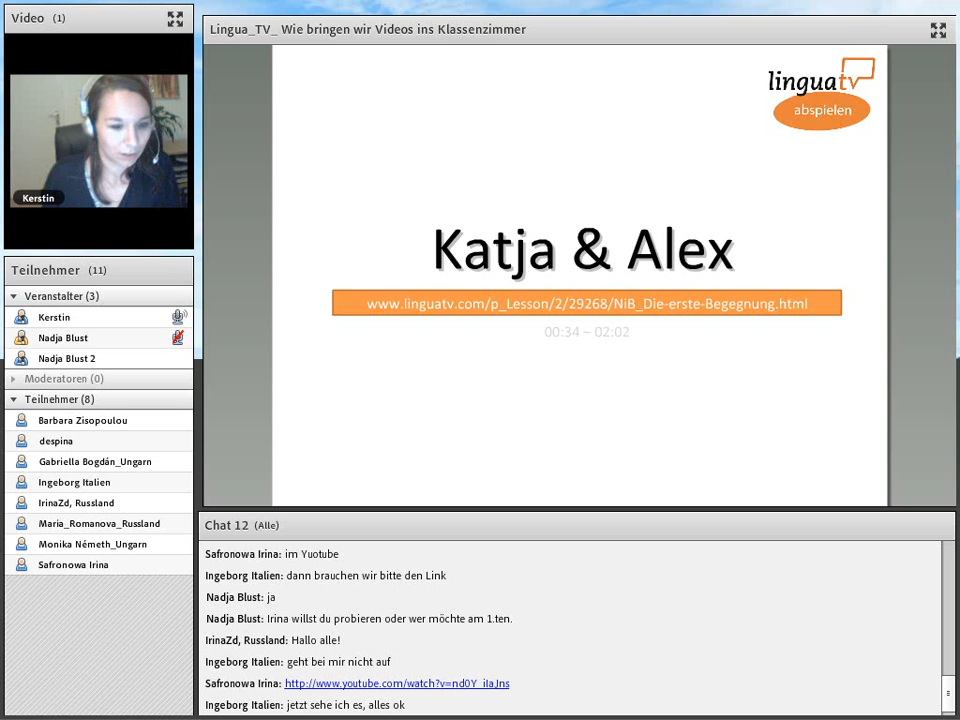 Video (1)
Kerstin
Teilnehmer (11)
Veranstalter (3)
Kerstin
Nadja Blust
Nadja Blust 2
Moderatoren (0)
Teilnehmer (8)
Barbara Zisopoulou
despina
Gabriella Bogdán_Ungarn
Ingeborg Italien
IrinaZd, Russland
Maria_Romanova_Russland
Monika Németh_Ungarn
Safronowa Irina
Lingua_TV_ Wie bringen wir Videos ins Klassenzimmer
linguatv
abspielen
Katja & Alex
www.linguatv.com/p_Lesson/2/29268/NiB_Die-erste-Begegnung.html
00:34 – 02:02
Chat 12 (Alle)
Safronowa Irina: im Yuotube
Ingeborg Italien: dann brauchen wir bitte den Link
Nadja Blust: ja
Nadja Blust: Irina willst du probieren oder wer möchte am 1.ten.
IrinaZd, Russland: Hallo alle!
Ingeborg Italien: geht bei mir nicht auf
Safronowa Irina: http://www.youtube.com/watch?v=nd0Y_iIaJns
Ingeborg Italien: jetzt sehe ich es, alles ok